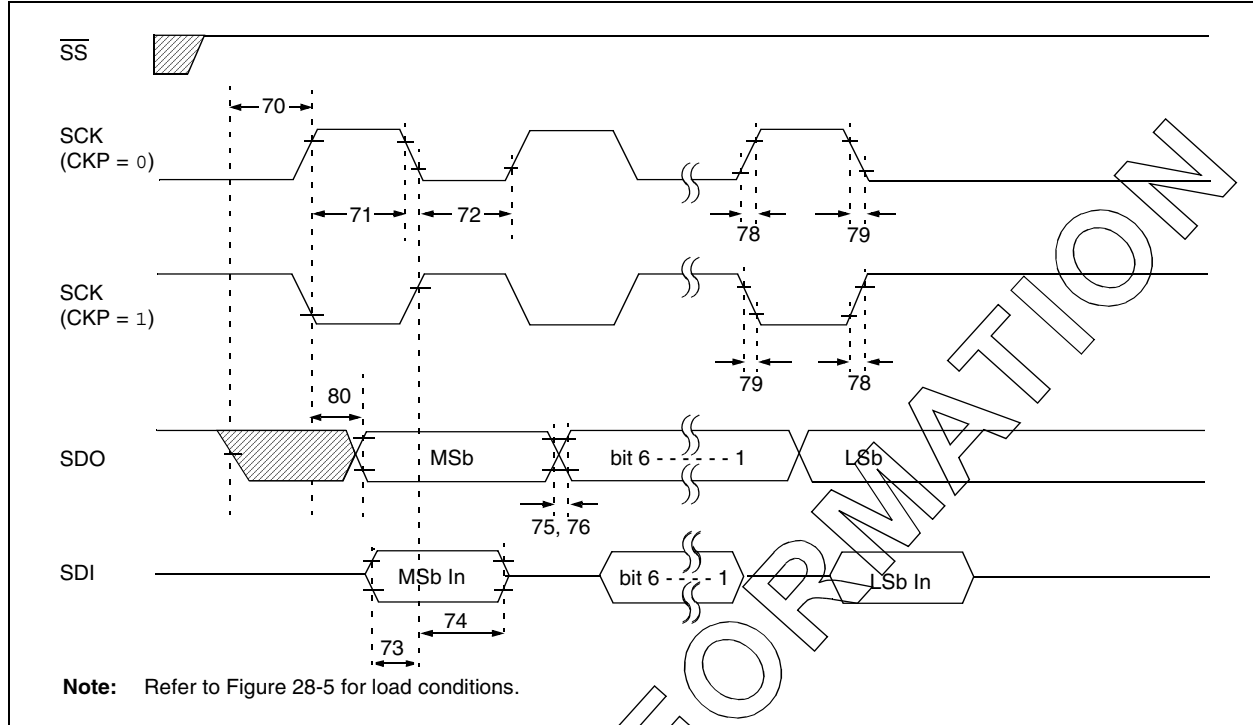 SS
70
SCK
(CKP = 0)
71
72
78
79
SCK
(CKP = 1)
79
78
80
SDO
MSb
bit 6 - - - - - - 1
LSb
75, 76
SDI
MSb In
bit 6 - - - - - 1
LSb In
73
74
Note: Refer to Figure 28-5 for load conditions.
FORMATION